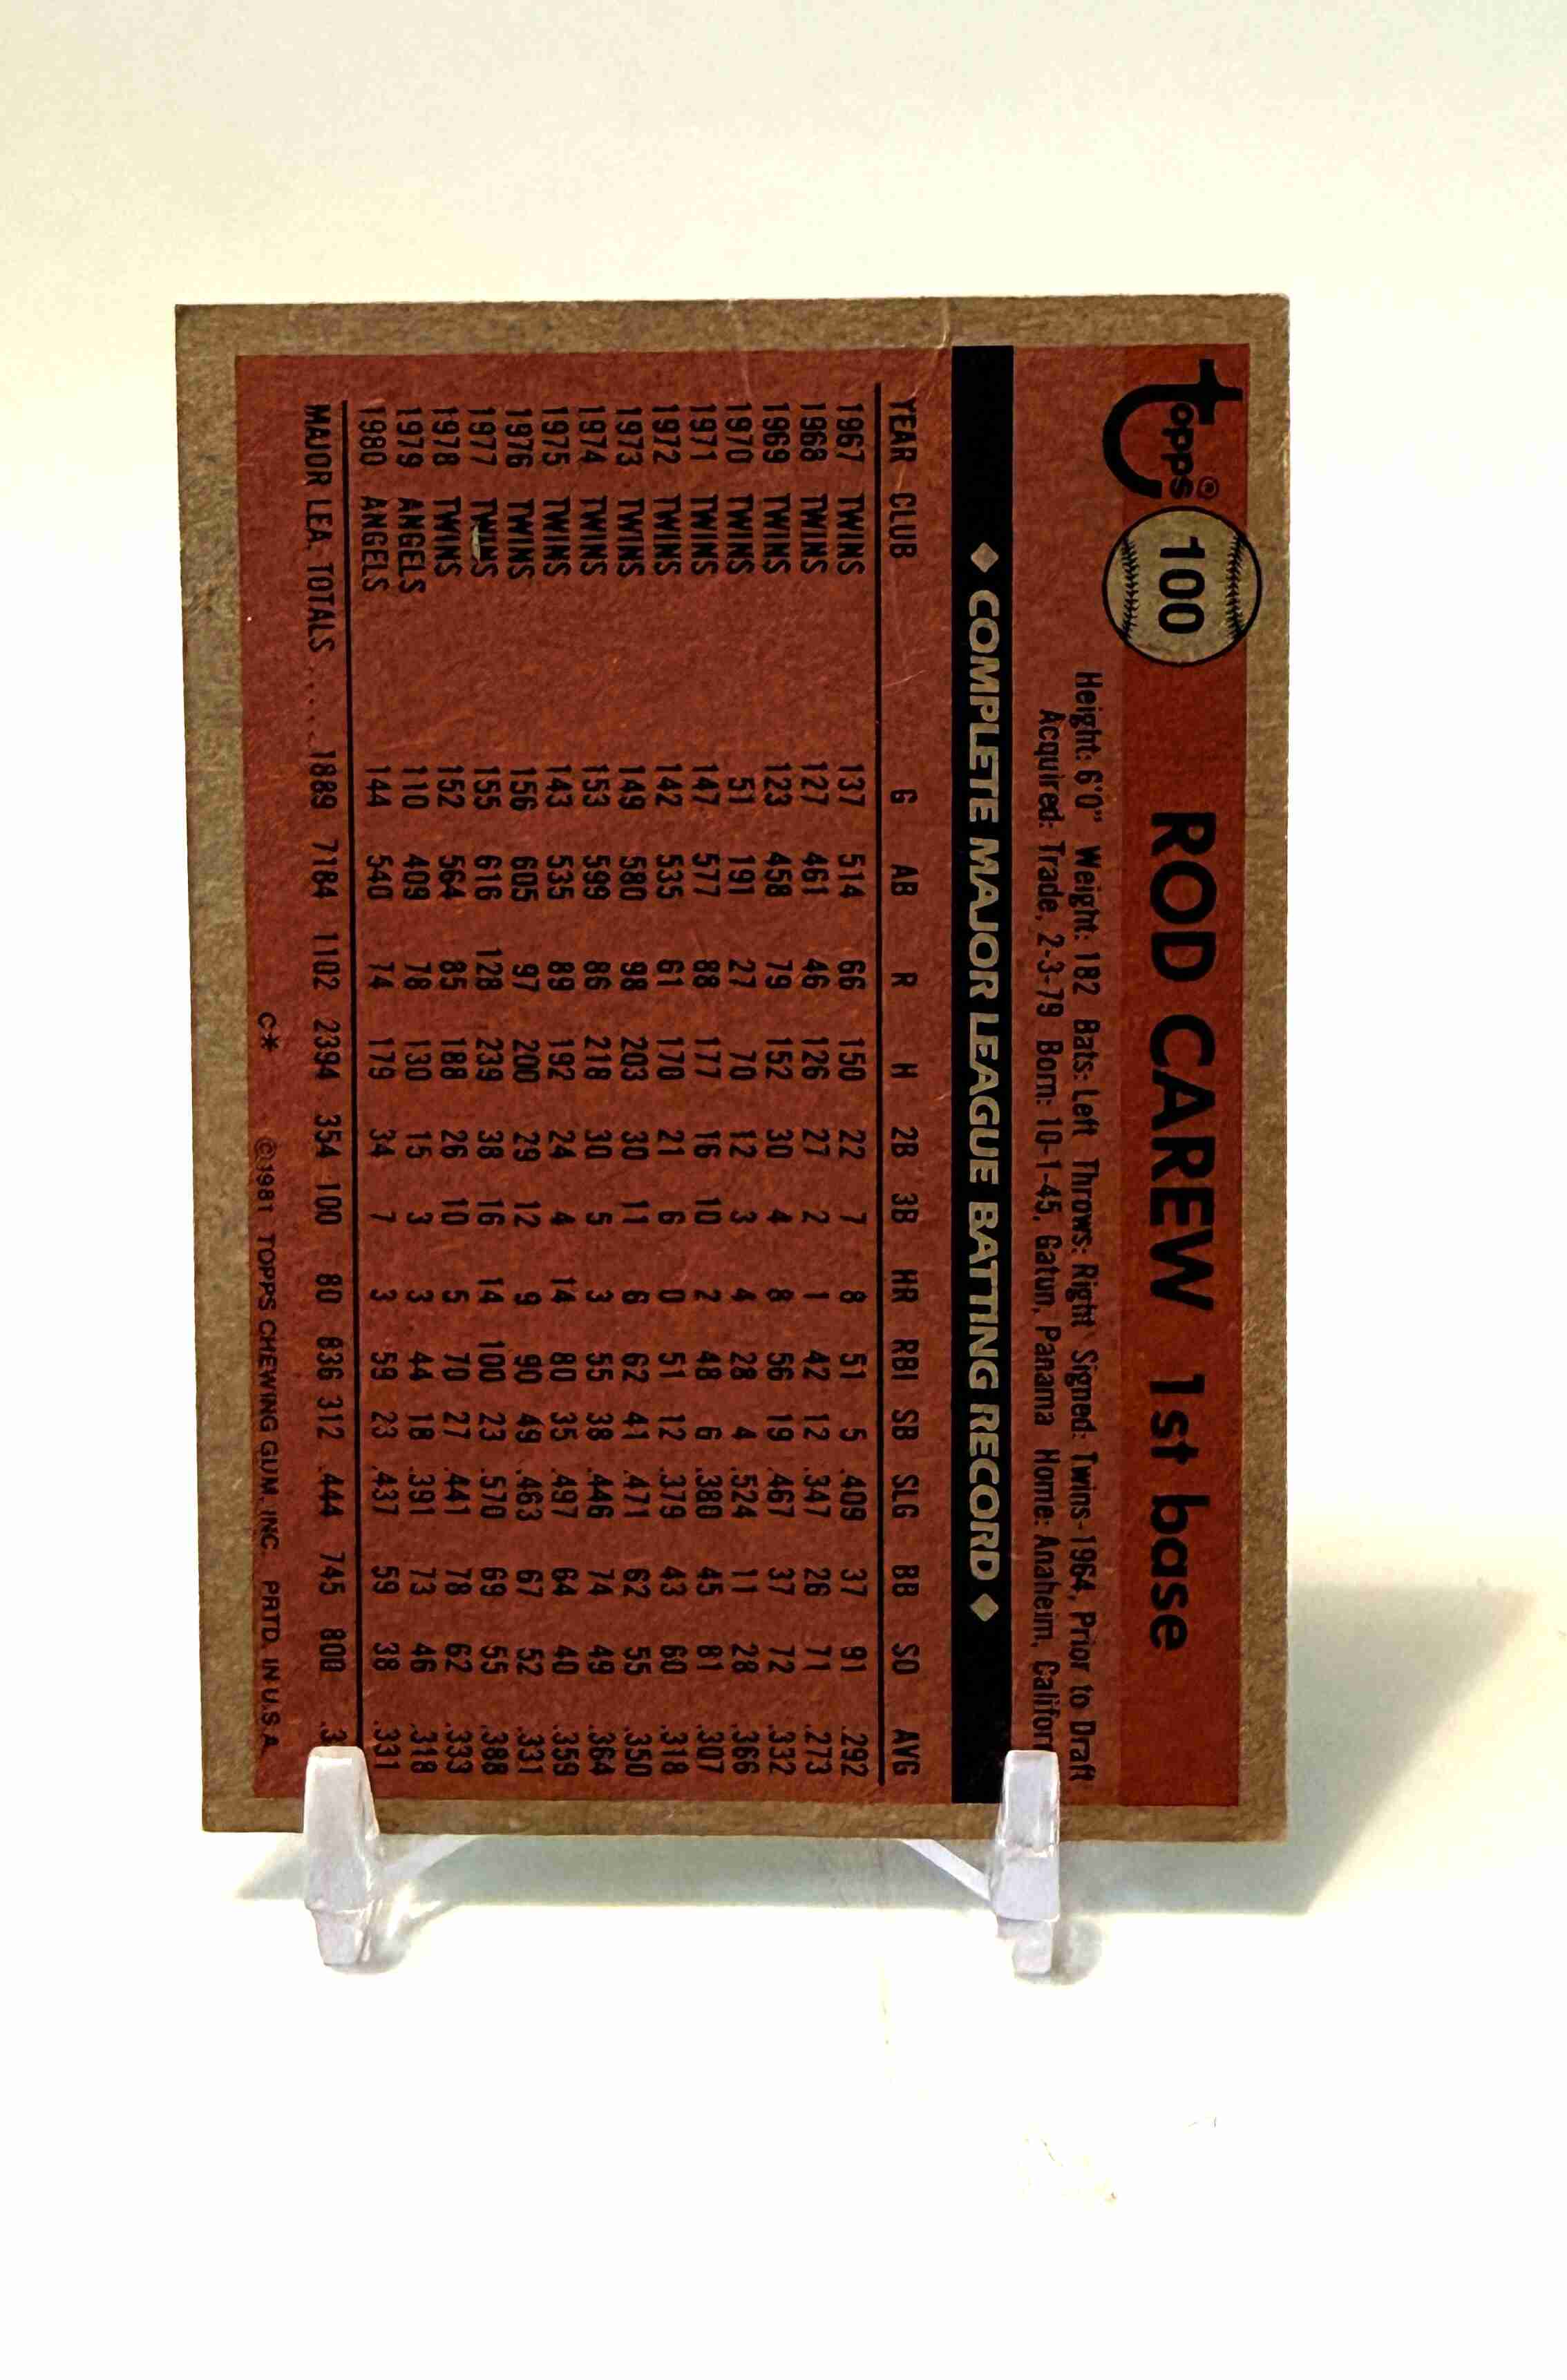 Topps® 100 ROD CAREW 1st base
Height: 6'0" Weight: 182 Bats: Left Throws: Right Signed: Twins-1964, Prior to Draft
Acquired: Trade, 2-3-79 Born: 10-1-45, Gatun, Panama Home: Anaheim,
◆ COMPLETE MAJOR LEAGUE BATTING RECORD ◆
YEAR CLUB G AB R H 2B 3B HR RBI SB SLG BB SO AVG
1967 TWINS 137 514 66 150 22 7 8 51 5 .409 37 91 .292
1968 TWINS 127 461 46 126 27 2 1 42 12 .347 26 71 .273
1969 TWINS 123 458 79 152 30 4 8 56 19 .467 37 72 .332
1970 TWINS 51 191 27 70 12 3 4 28 4 .524 11 28 .366
1971 TWINS 147 577 88 177 16 10 2 48 6 .380 45 81 .307
1972 TWINS 142 535 61 170 21 6 0 51 12 .379 43 60 .318
1973 TWINS 149 580 98 203 30 11 6 62 41 .471 62 55 .350
1974 TWINS 153 599 86 218 30 5 3 55 38 .446 74 49 .364
1975 TWINS 143 535 89 192 24 4 14 80 35 .497 64 40 .359
1976 TWINS 156 605 97 200 29 12 9 90 49 .463 67 52 .331
1977 TWINS 155 616 128 239 38 16 14 100 23 .570 69 55 .388
1978 TWINS 152 564 85 188 26 10 5 70 27 .441 78 62 .333
1979 ANGELS 110 409 78 130 15 3 3 44 18 .391 73 46 .318
1980 ANGELS 144 540 74 179 34 7 3 59 23 .437 59 38 .331
MAJOR LEA. TOTALS ..... 1889 7184 1102 2394 354 100 80 836 312 .444 745 800
C* ©1981 TOPPS CHEWING GUM, INC. PRTD. IN U.S.A.